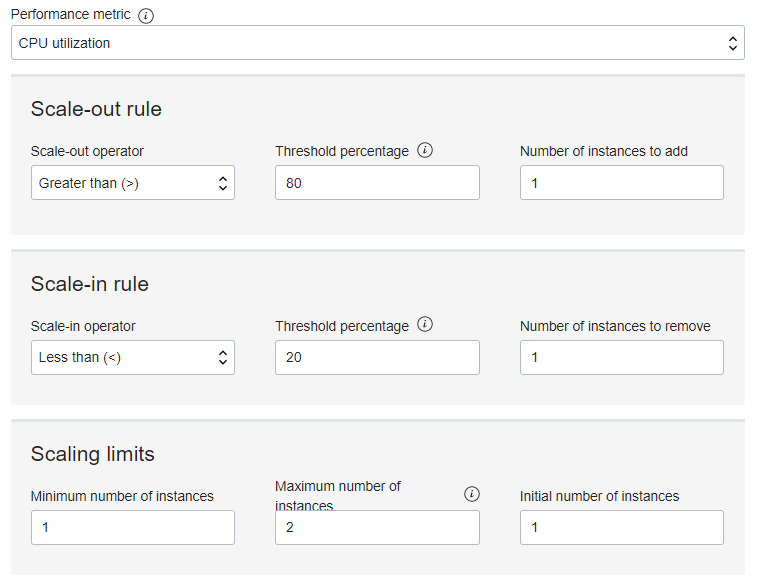 Performance metric
CPU utilization
Scale-out rule
Scale-out operator
Threshold percentage
Number of instances to add
Greater than (>)
80
1
Scale-in rule
Scale-in operator
Threshold percentage
Number of instances to remove
Less than (<)
20
1
Scaling limits
Minimum number of instances
Maximum number of
instances
Initial number of instances
1
2
1